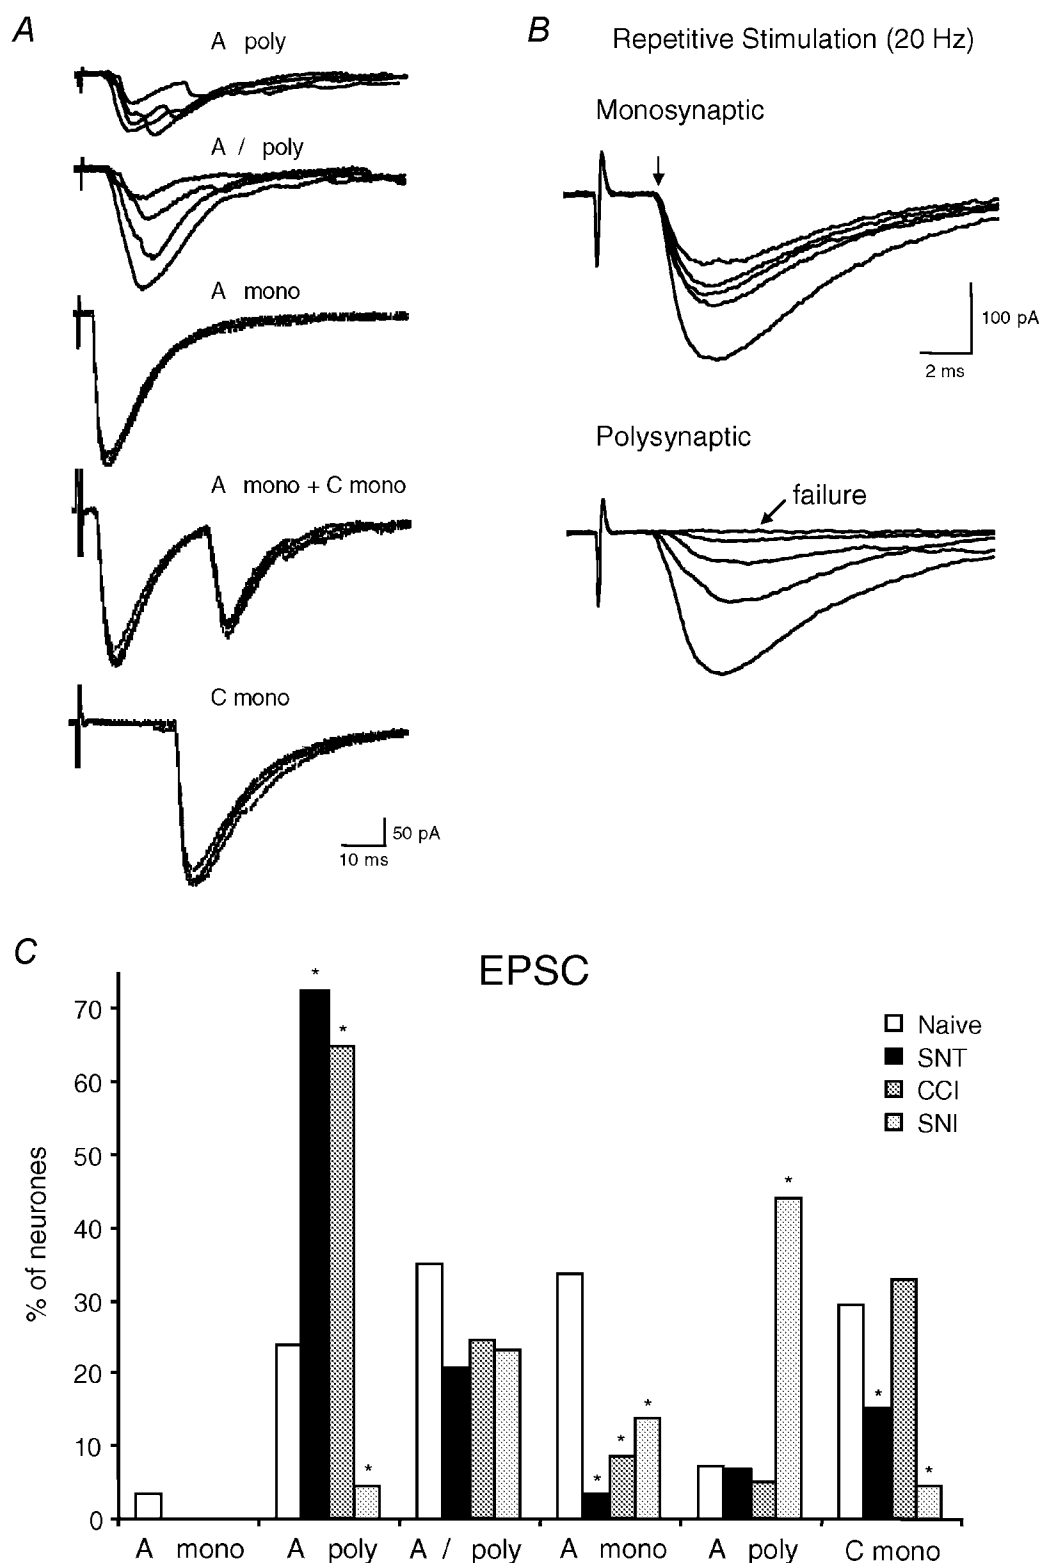 A
A poly
A / poly
A mono
A mono + C mono
C mono
50 pA
10 ms
B
Repetitive Stimulation (20 Hz)
Monosynaptic
100 pA
2 ms
Polysynaptic
failure
C
EPSC
% of neurones
70
60
50
40
30
20
10
0
* * * * * * * * *
Naive
SNT
CCI
SNI
A mono
A poly
A / poly
A mono
A poly
C mono